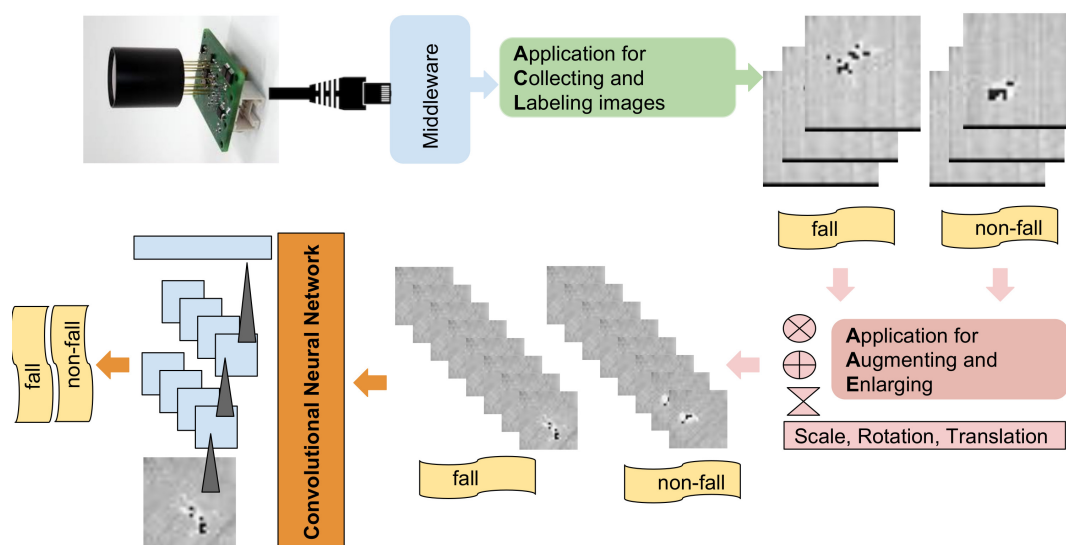 Middleware
Application for
Collecting and
Labeling images
fall
non-fall
Application for
Augmenting and
Enlarging
Scale, Rotation, Translation
fall
non-fall
Convolutional Neural Network
fall
non-fall